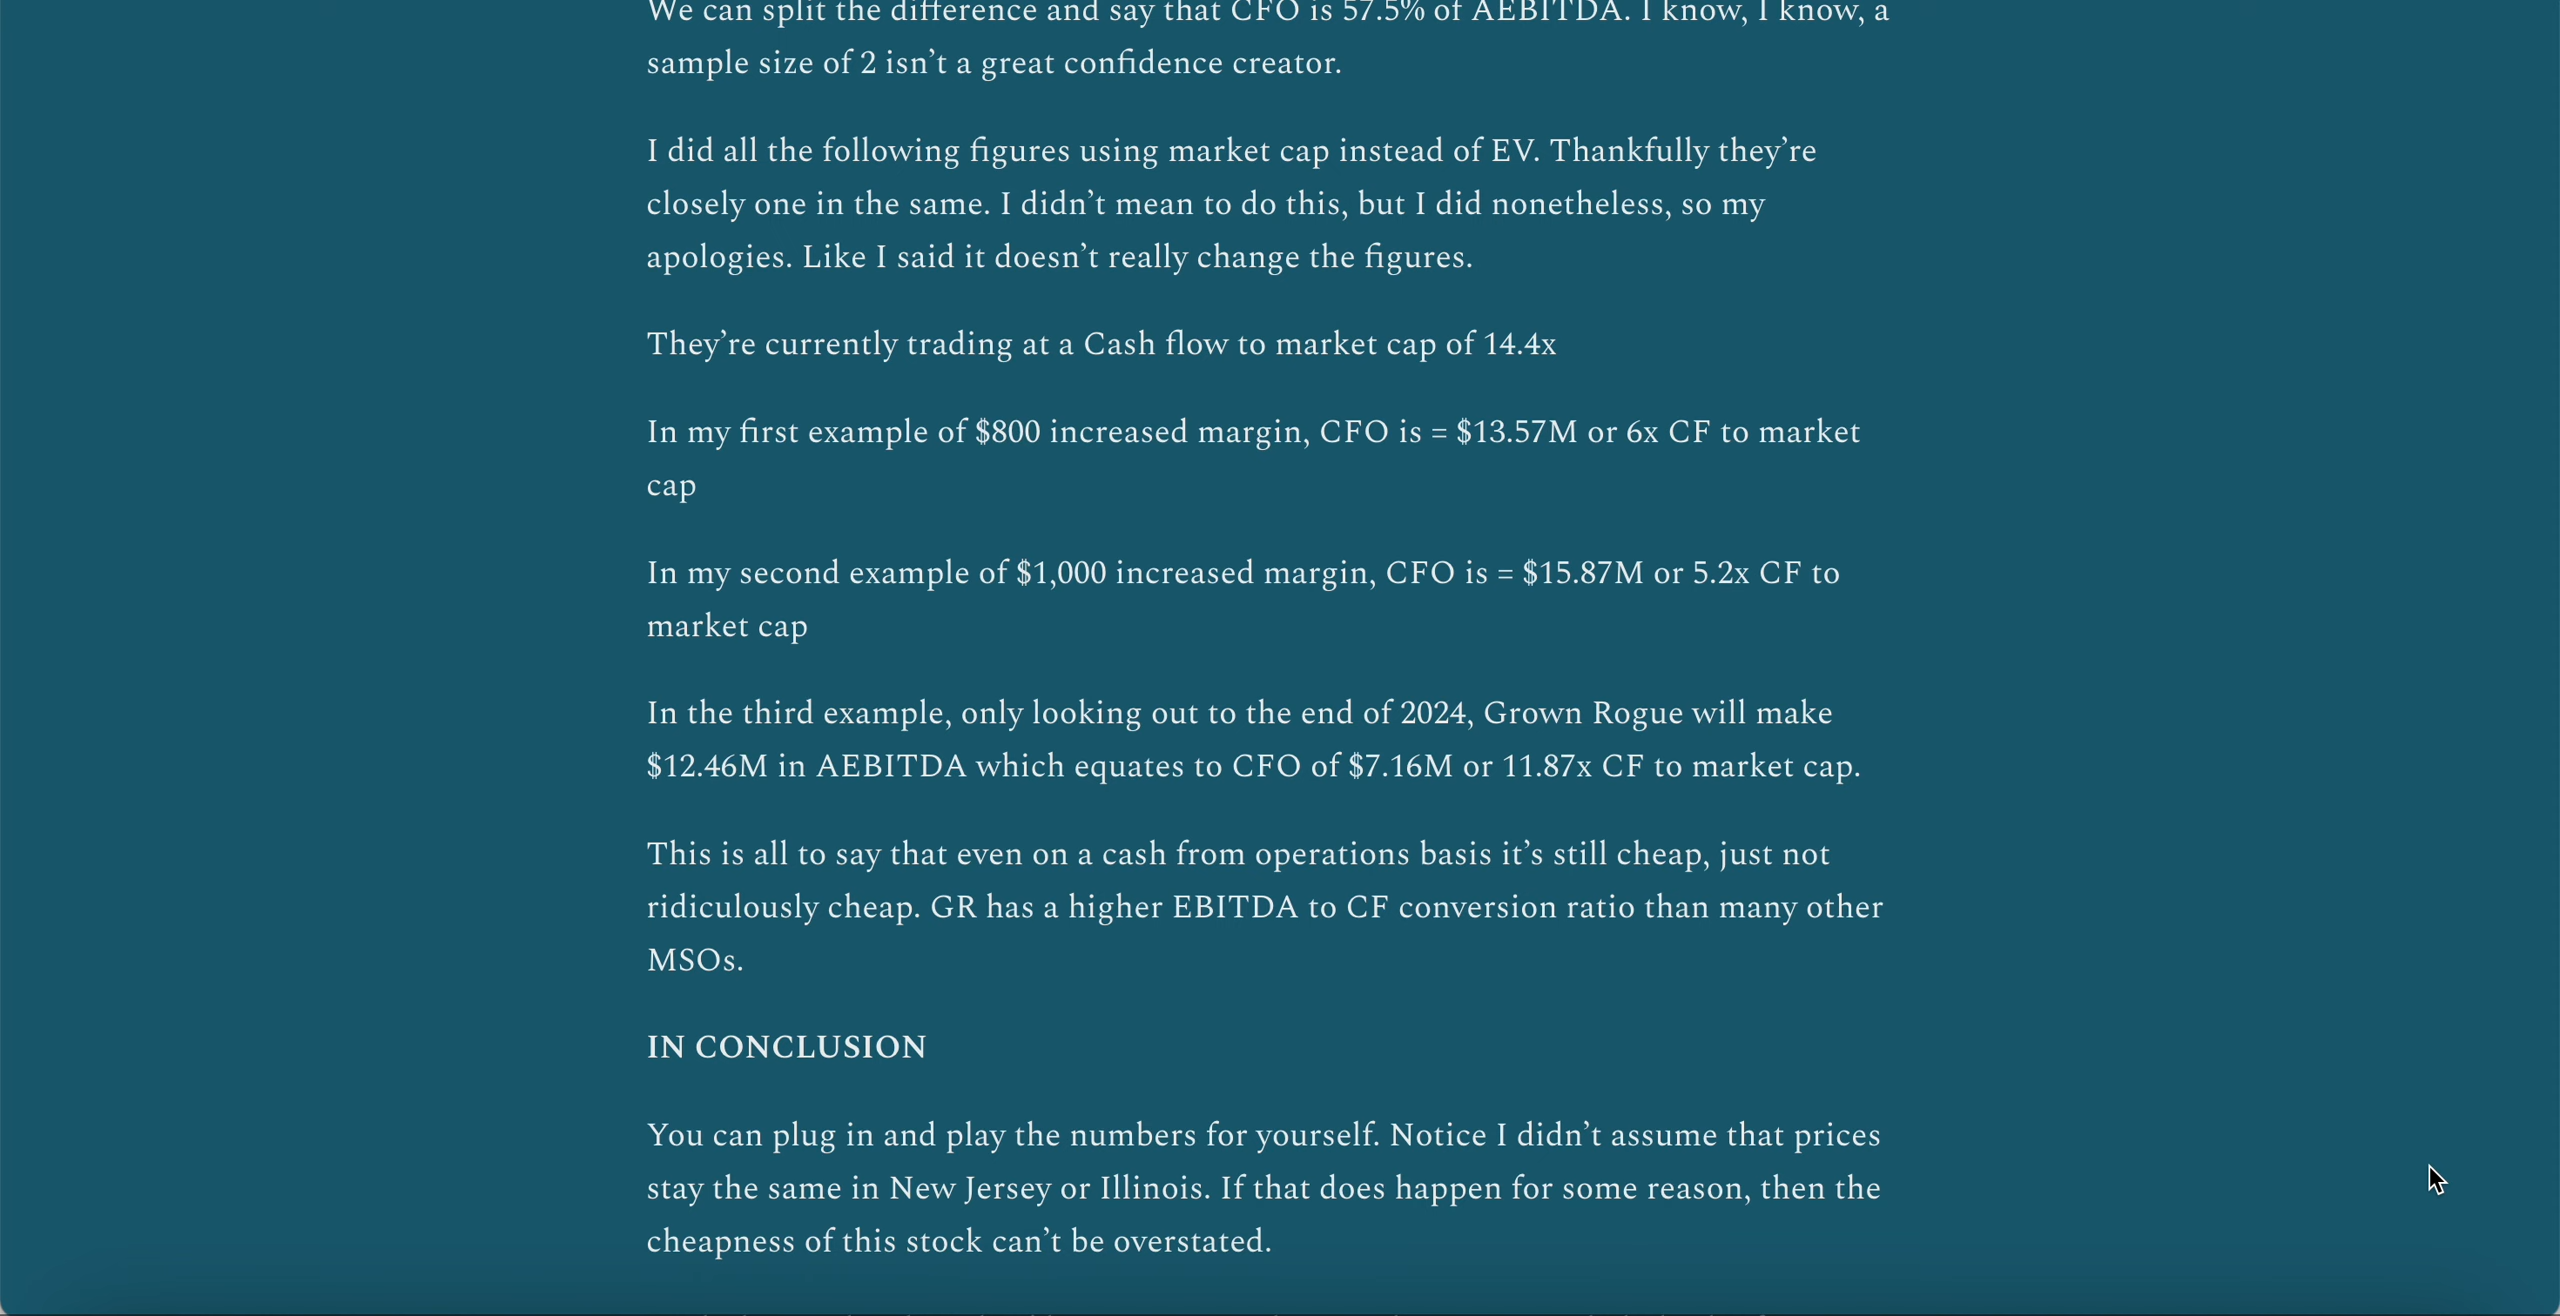 We can split the difference and say that CFO is 57.5% of AEBITDA. I know, I know, a
sample size of 2 isn’t a great confidence creator.
I did all the following figures using market cap instead of EV. Thankfully they’re
closely one in the same. I didn’t mean to do this, but I did nonetheless, so my
apologies. Like I said it doesn’t really change the figures.
They’re currently trading at a Cash flow to market cap of 14.4x
In my first example of $800 increased margin, CFO is = $13.57M or 6x CF to market
cap
In my second example of $1,000 increased margin, CFO is = $15.87M or 5.2x CF to
market cap
In the third example, only looking out to the end of 2024, Grown Rogue will make
$12.46M in AEBITDA which equates to CFO of $7.16M or 11.87x CF to market cap.
This is all to say that even on a cash from operations basis it’s still cheap, just not
ridiculously cheap. GR has a higher EBITDA to CF conversion ratio than many other
MSOs.
IN CONCLUSION
You can plug in and play the numbers for yourself. Notice I didn’t assume that prices
stay the same in New Jersey or Illinois. If that does happen for some reason, then the
cheapness of this stock can’t be overstated.